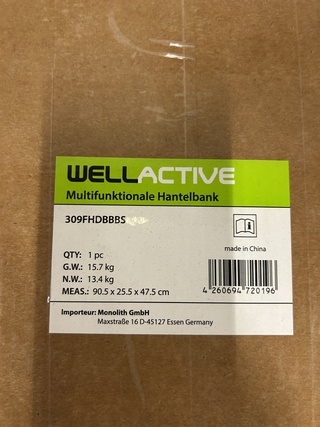 WELLACTIVE
Multifunktionale Hantelbank
309FHDBBBS
made in China
QTY: 1 pc
G.W.: 15.7 kg
N.W.: 13.4 kg
MEAS.: 90.5 x 25.5 x 47.5 cm
4 260694 720196
Importeur: Monolith GmbH
Maxstraße 16 D-45127 Essen Germany